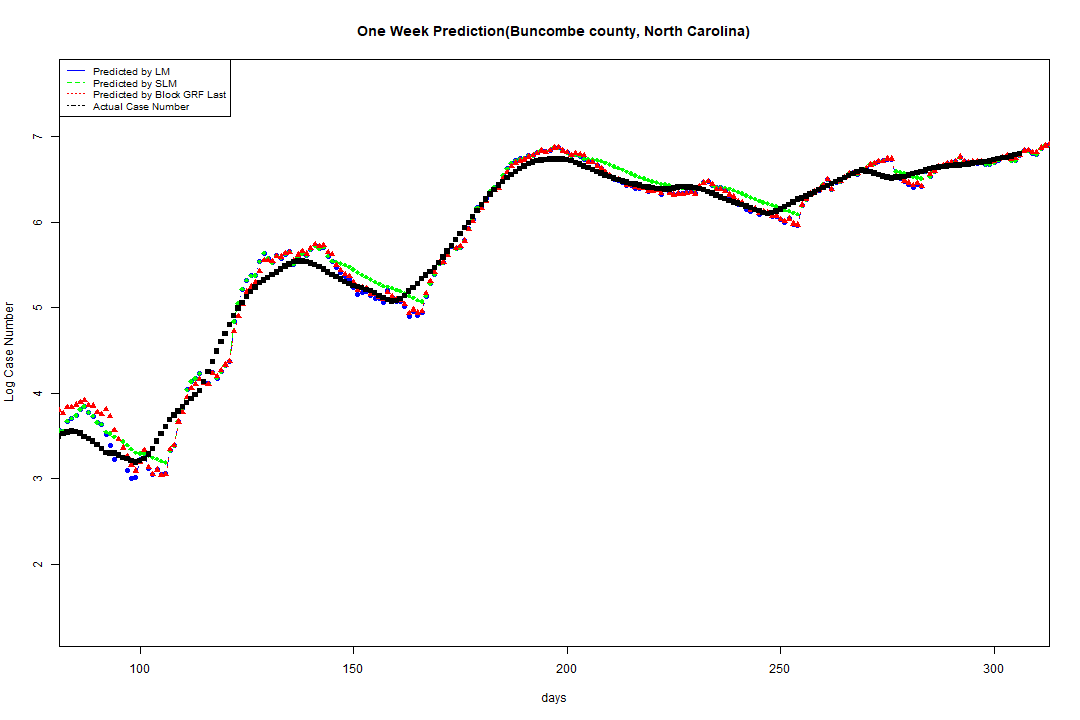 One Week Prediction(Buncombe county, North Carolina)
Predicted by LM
Predicted by SLM
Predicted by Block GRF Last
Actual Case Number
7
6
5
4
3
2
Log Case Number
100 150 200 250 300
days